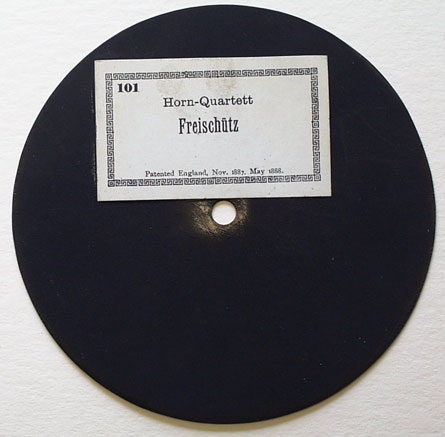 101
Horn-Quartett
Freischütz
Patented England, Nov. 1887. May 1888.